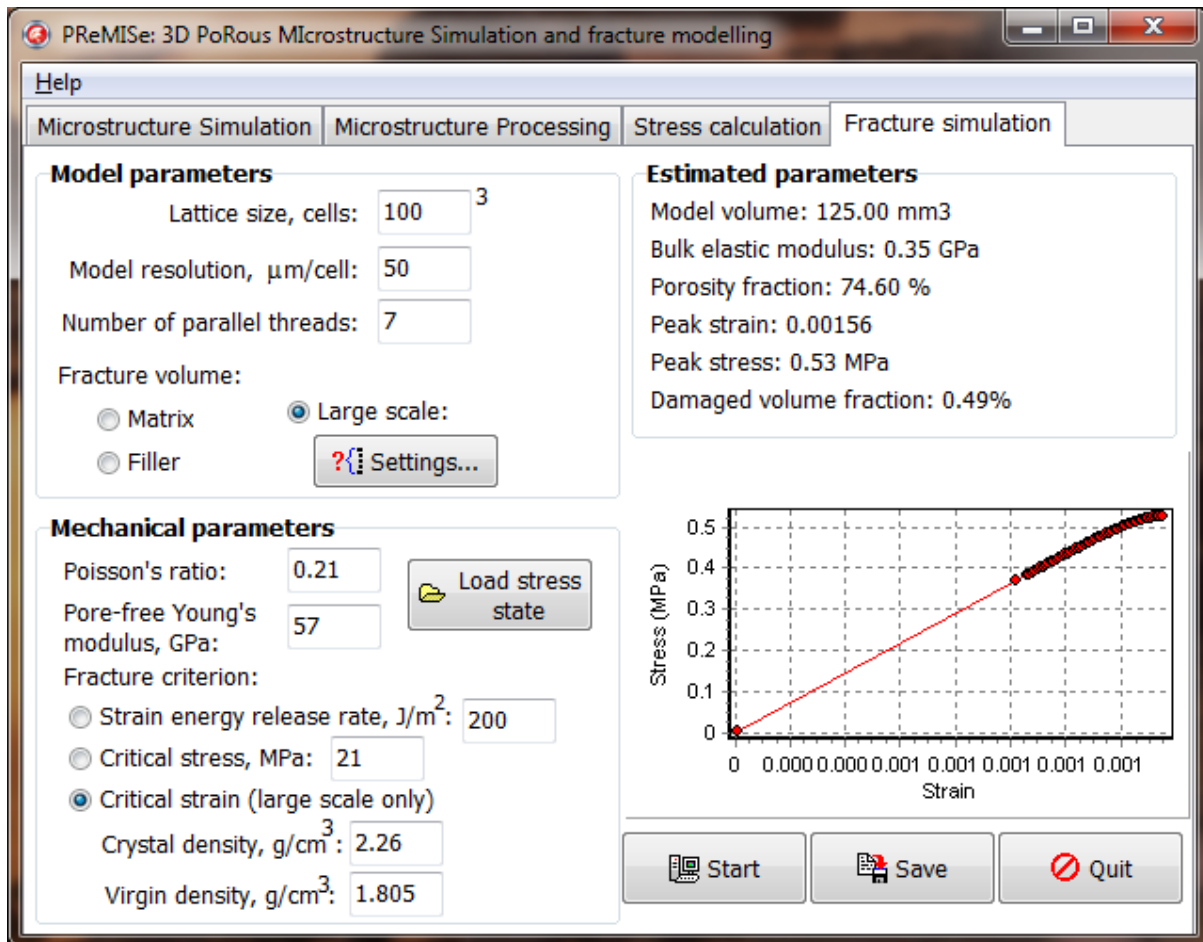 PReMISe: 3D PoRous MIcrostructure Simulation and fracture modelling
Help
Microstructure Simulation
Microstructure Processing
Stress calculation
Fracture simulation
Model parameters
Lattice size, cells: 100 3
Model resolution, μm/cell: 50
Number of parallel threads: 7
Fracture volume:
Matrix
Large scale:
Filler
?{ Settings...
Estimated parameters
Model volume: 125.00 mm3
Bulk elastic modulus: 0.35 GPa
Porosity fraction: 74.60 %
Peak strain: 0.00156
Peak stress: 0.53 MPa
Damaged volume fraction: 0.49%
Mechanical parameters
Poisson's ratio: 0.21
Load stress
state
Pore-free Young's
modulus, GPa: 57
Fracture criterion:
Strain energy release rate, J/m2: 200
Critical stress, MPa: 21
Critical strain (large scale only)
Crystal density, g/cm3: 2.26
Virgin density, g/cm3: 1.805
Stress (MPa)
0.5
0.4
0.3
0.2
0.1
0
0 0.000 0.000 0.001 0.001 0.001 0.001 0.001
Strain
Start
Save
Quit